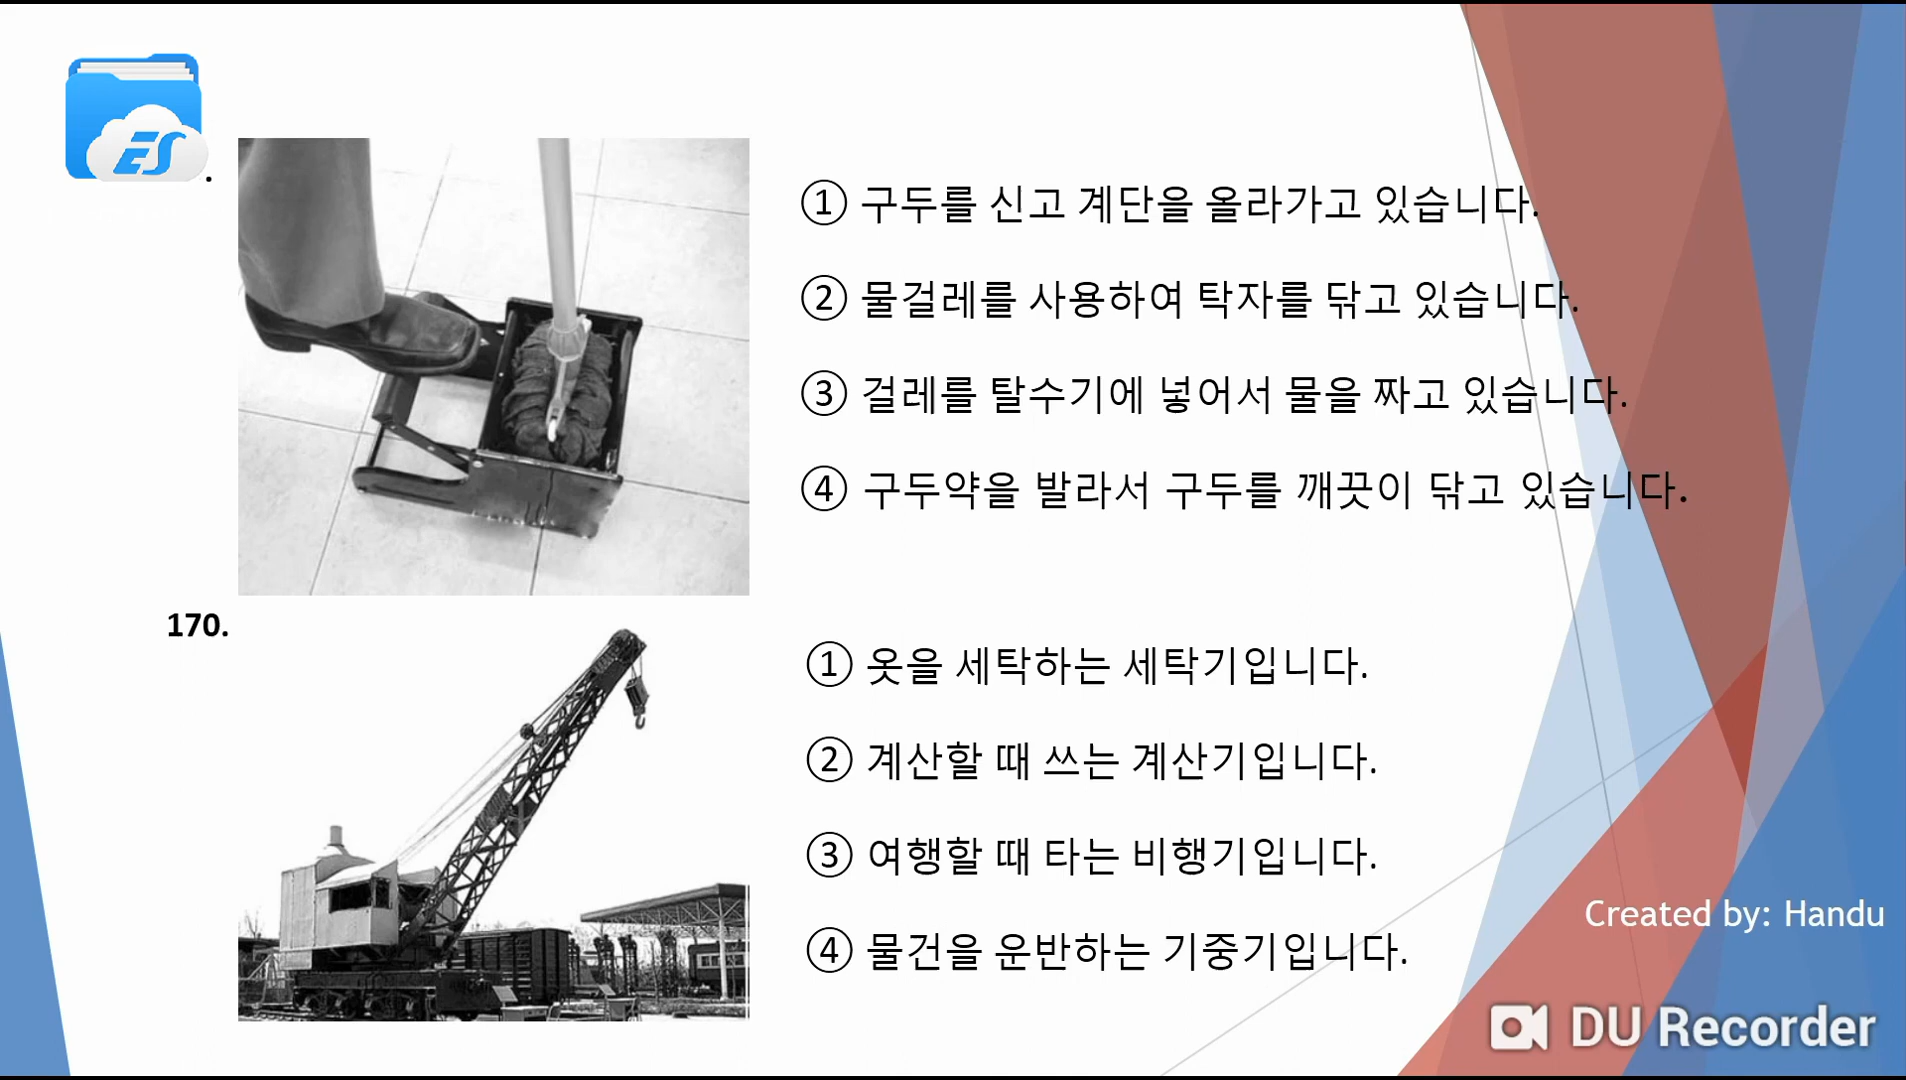 ES
.
① 구두를 신고 계단을 올라가고 있습니다.
② 물걸레를 사용하여 탁자를 닦고 있습니다.
③ 걸레를 탈수기에 넣어서 물을 짜고 있습니다.
④ 구두약을 발라서 구두를 깨끗이 닦고 있습니다.
170.
① 옷을 세탁하는 세탁기입니다.
② 계산할 때 쓰는 계산기입니다.
③ 여행할 때 타는 비행기입니다.
④ 물건을 운반하는 기중기입니다.
Created by: Handu
DU Recorder